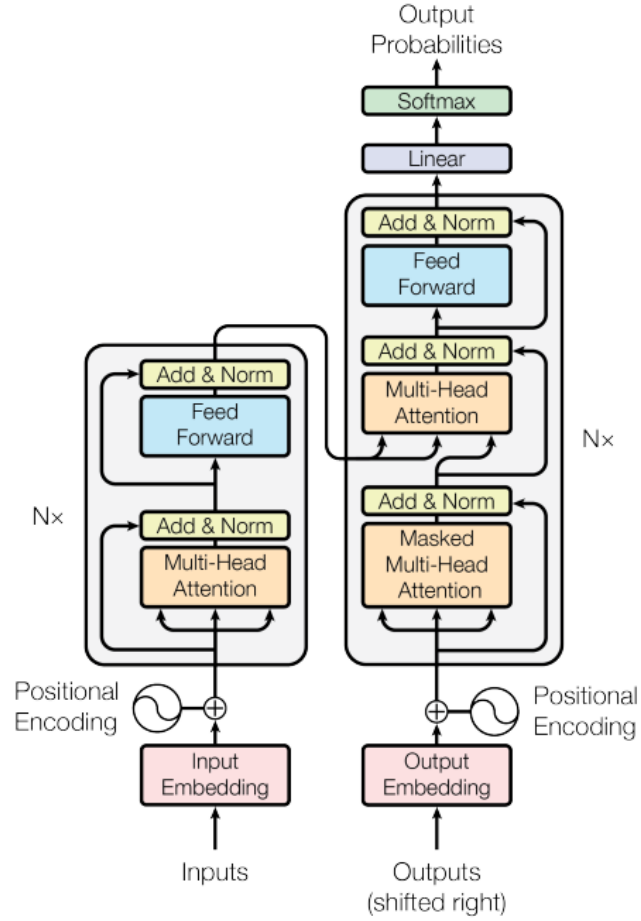 Output
Probabilities
Softmax
Linear
Add & Norm
Feed
Forward
Add & Norm
Multi-Head
Attention
Add & Norm
Masked
Multi-Head
Attention
N×
Add & Norm
Feed
Forward
Add & Norm
Multi-Head
Attention
N×
Positional
Encoding
Positional
Encoding
Input
Embedding
Output
Embedding
Inputs
Outputs
(shifted right)